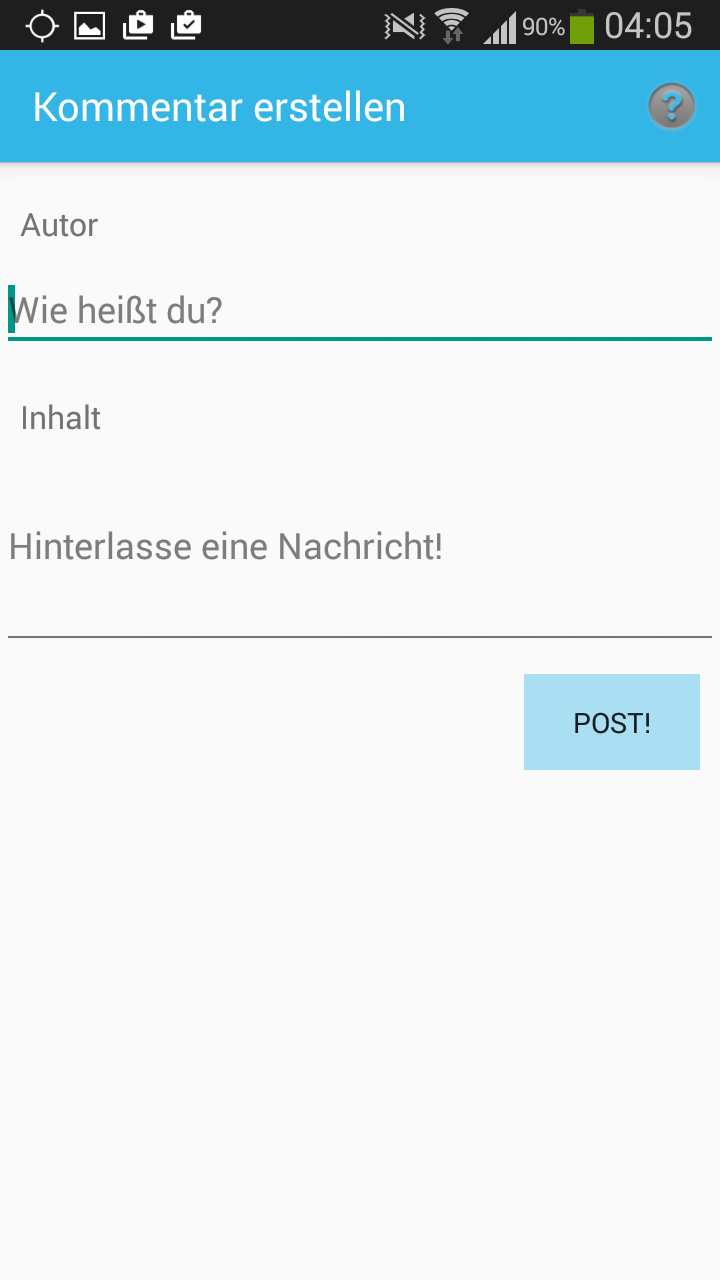 90% 04:05
Kommentar erstellen
Autor
Wie heißt du?
Inhalt
Hinterlasse eine Nachricht!
POST!